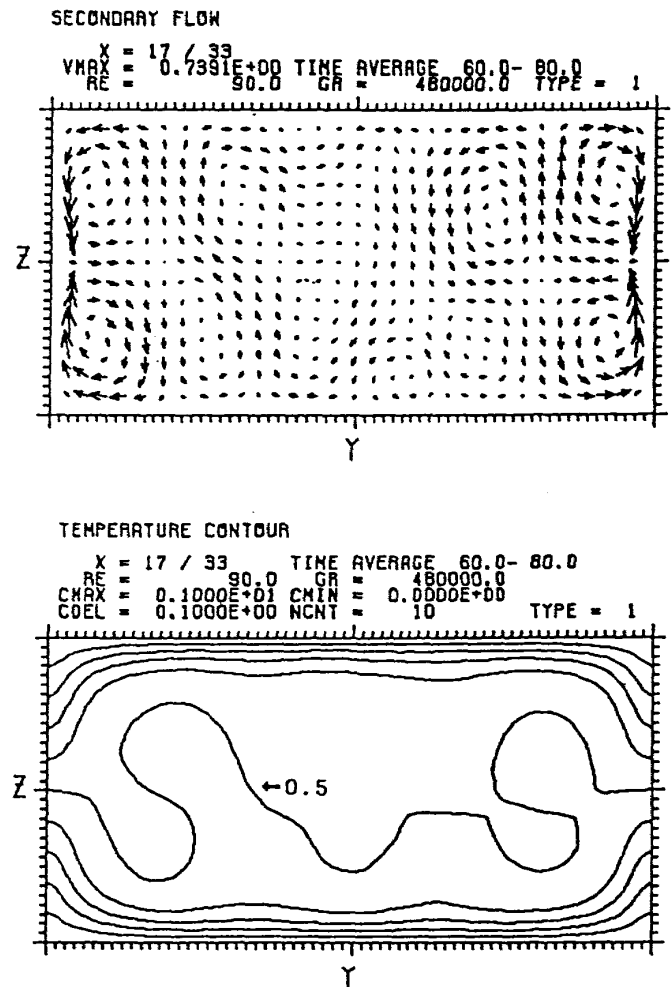 SECONDARY FLOW
X = 17 / 33
VMAX = 0.7391E+00 TIME AVERAGE 60.0- 80.0
RE = 90.0 GR = 480000.0 TYPE = 1
Z
Y
TEMPERATURE CONTOUR
X = 17 / 33 TIME AVERAGE 60.0- 80.0
RE = 90.0 GR = 480000.0
CMAX = 0.1000E+01 CMIN = 0.0000E+00
CDEL = 0.1000E+00 NCNT = 10 TYPE = 1
Z
←0.5
Y